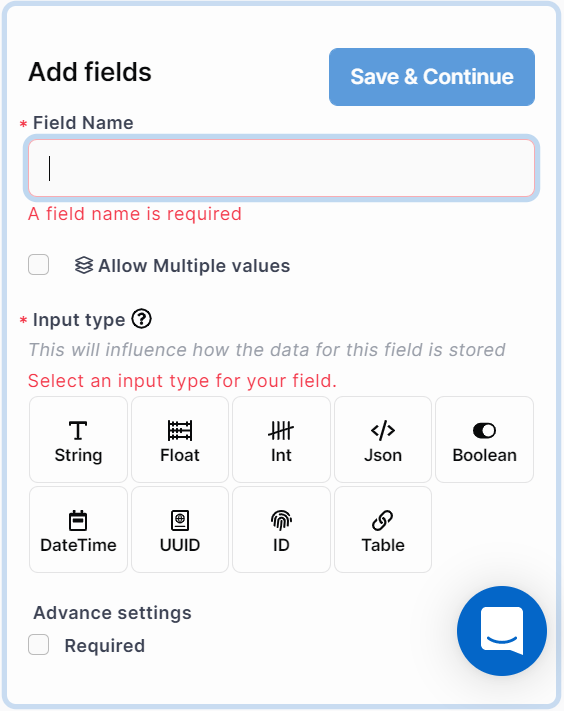 Add fields
Save & Continue
* Field Name
A field name is required
Allow Multiple values
* Input type
This will influence how the data for this field is stored
Select an input type for your field.
String Float Int Json Boolean
DateTime UUID ID Table
Advance settings
Required